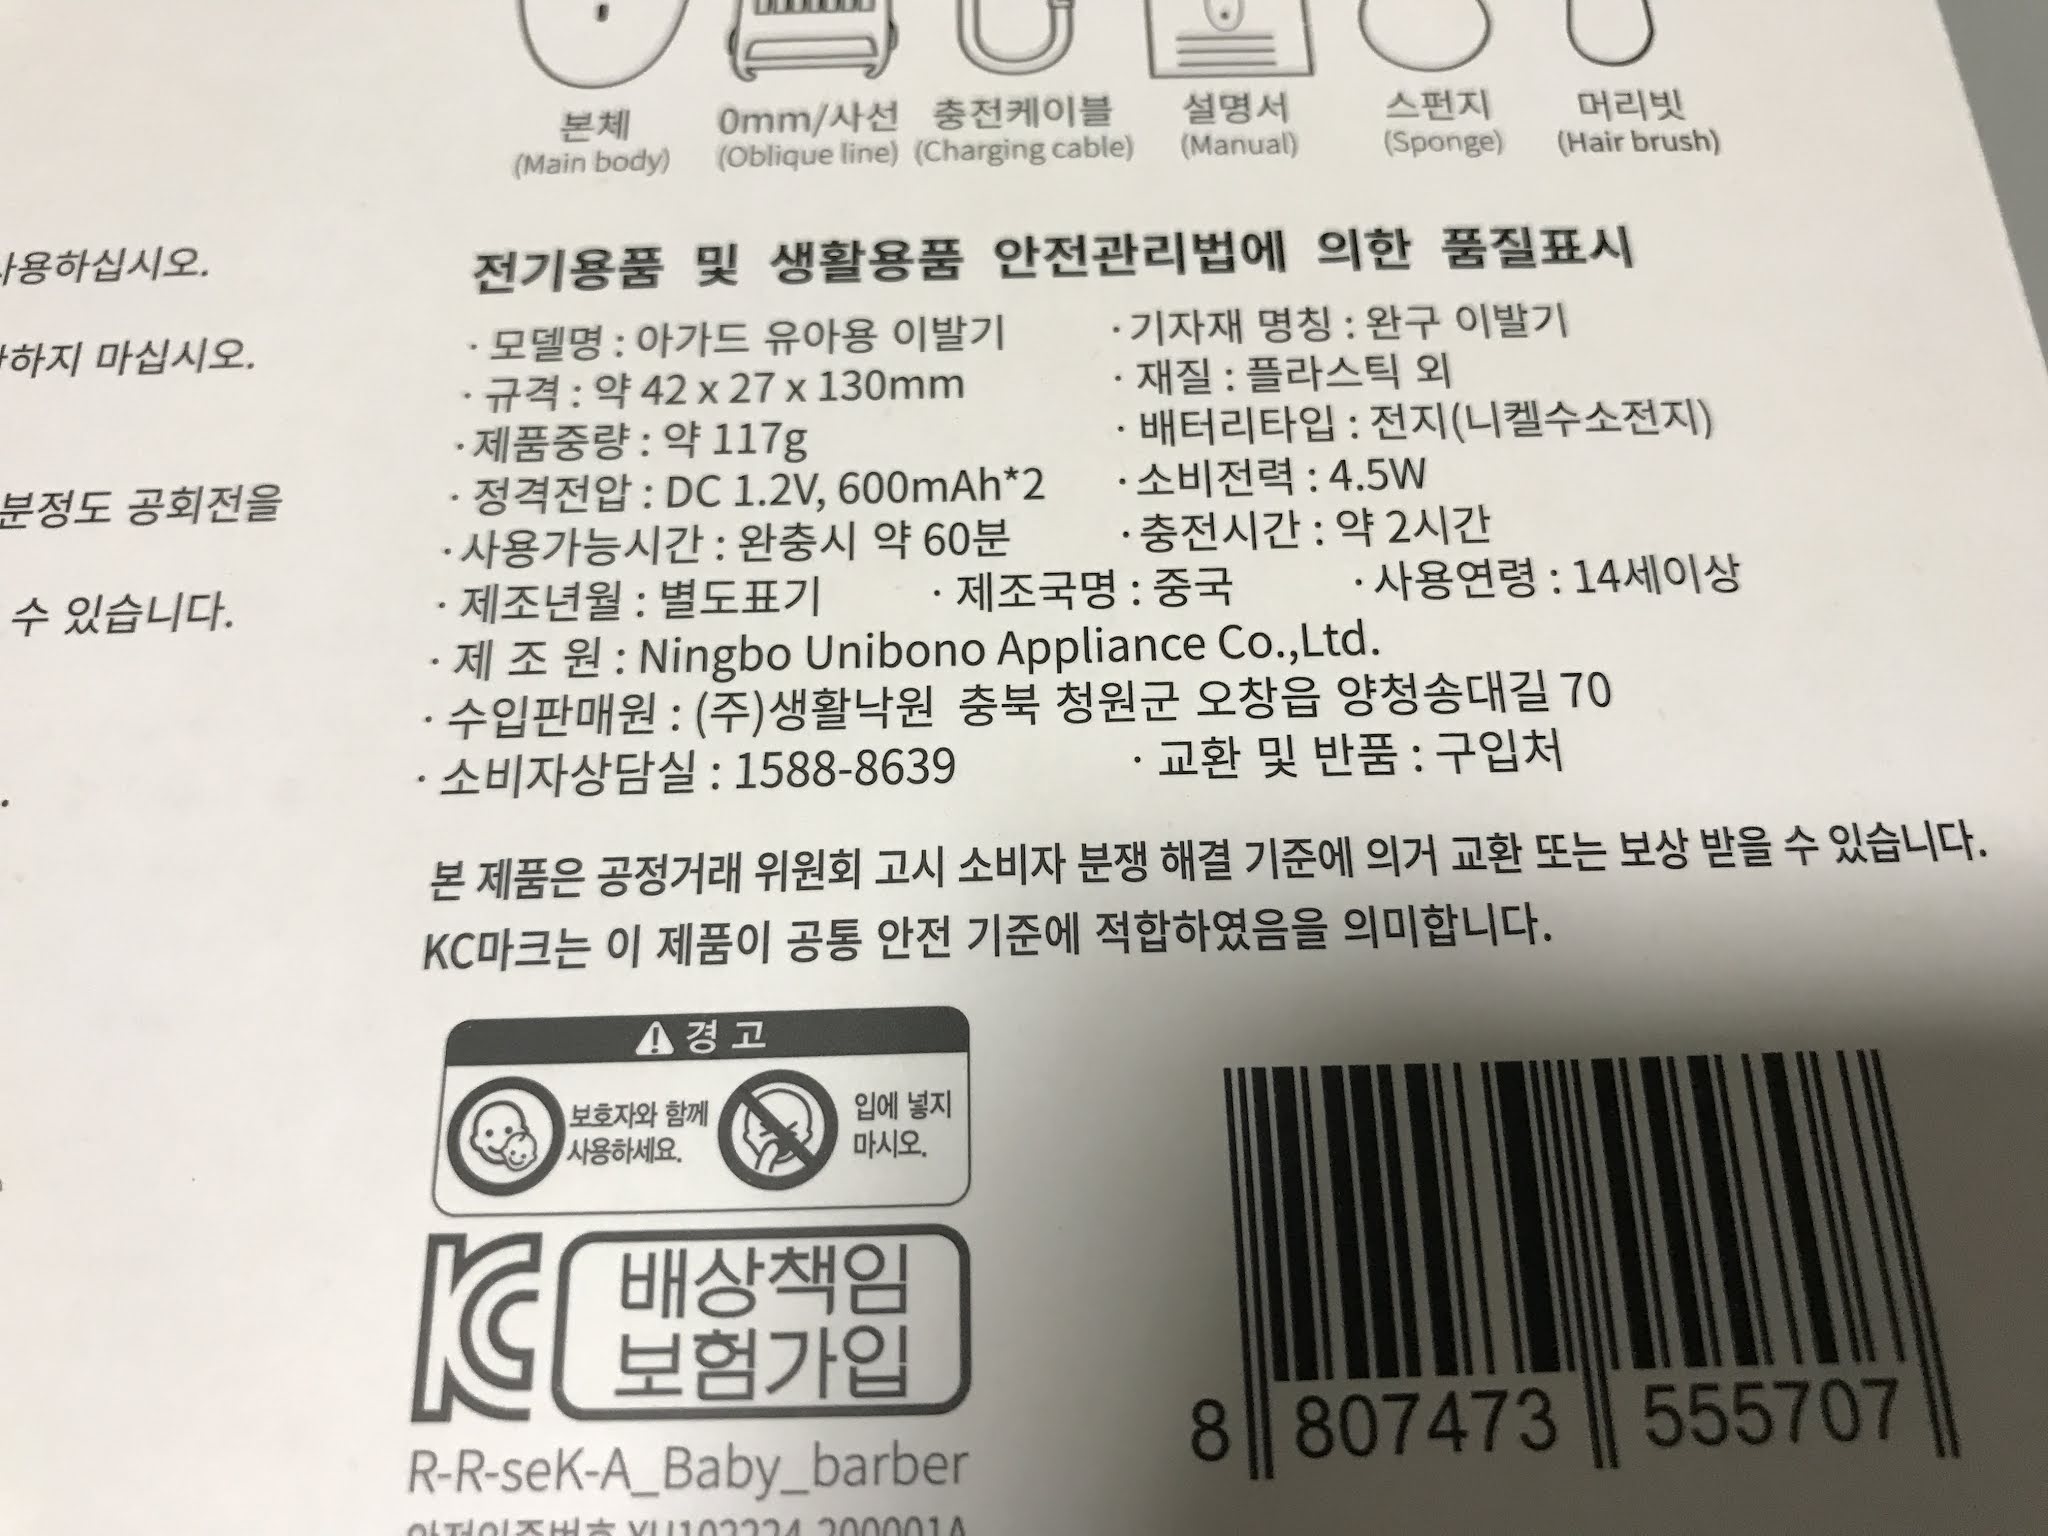 본체 0mm/사선 충전케이블 설명서 스펀지 머리빗
(Main body) (Oblique line) (Charging cable) (Manual) (Sponge) (Hair brush)
사용하십시오.
하지 마십시오.
분정도 공회전을
수 있습니다.
전기용품 및 생활용품 안전관리법에 의한 품질표시
· 모델명 : 아가드 유아용 이발기 · 기자재 명칭 : 완구 이발기
· 규격 : 약 42 x 27 x 130mm · 재질 : 플라스틱 외
· 제품중량 : 약 117g · 배터리타입 : 전지(니켈수소전지)
· 정격전압 : DC 1.2V, 600mAh*2 · 소비전력 : 4.5W
· 사용가능시간 : 완충시 약 60분 · 충전시간 : 약 2시간
· 제조년월 : 별도표기 · 제조국명 : 중국 · 사용연령 : 14세이상
· 제 조 원 : Ningbo Unibono Appliance Co.,Ltd.
· 수입판매원 : (주)생활낙원 충북 청원군 오창읍 양청송대길 70
· 소비자상담실 : 1588-8639 · 교환 및 반품 : 구입처
본 제품은 공정거래 위원회 고시 소비자 분쟁 해결 기준에 의거 교환 또는 보상 받을 수 있습니다.
KC마크는 이 제품이 공통 안전 기준에 적합하였음을 의미합니다.
경 고
보호자와 함께 입에 넣지
사용하세요. 마시오.
KC 배상책임
보험가입
R-R-seK-A_Baby_barber
안전인증번호 XU102224-200001A
8 807473 555707